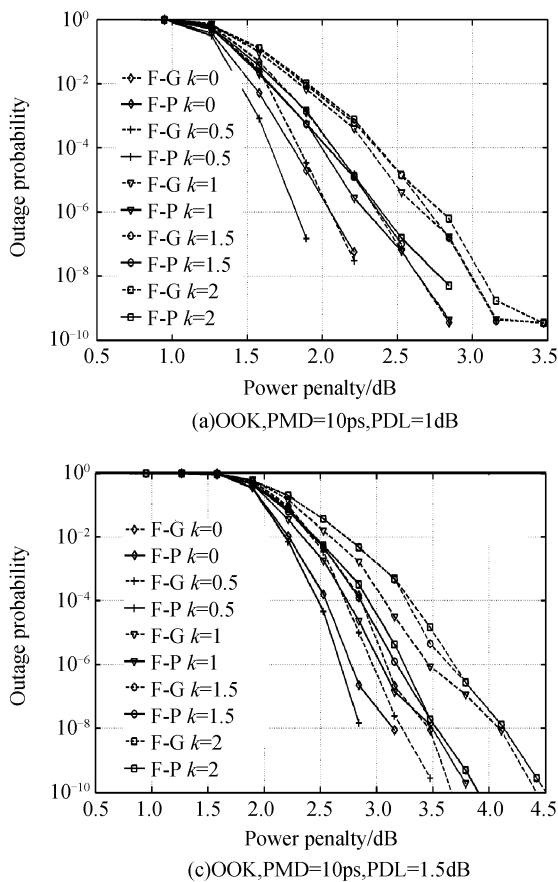 10^0
10^-2
10^-4
10^-6
10^-8
10^-10
Outage probability
F-G k=0
F-P k=0
F-G k=0.5
F-P k=0.5
F-G k=1
F-P k=1
F-G k=1.5
F-P k=1.5
F-G k=2
F-P k=2
0.5 1.0 1.5 2.0 2.5 3.0 3.5
Power penalty/dB
(a)OOK,PMD=10ps,PDL=1dB
10^0
10^-2
10^-4
10^-6
10^-8
10^-10
Outage probability
F-G k=0
F-P k=0
F-G k=0.5
F-P k=0.5
F-G k=1
F-P k=1
F-G k=1.5
F-P k=1.5
F-G k=2
F-P k=2
0.5 1.0 1.5 2.0 2.5 3.0 3.5 4.0 4.5
Power penalty/dB
(c)OOK,PMD=10ps,PDL=1.5dB